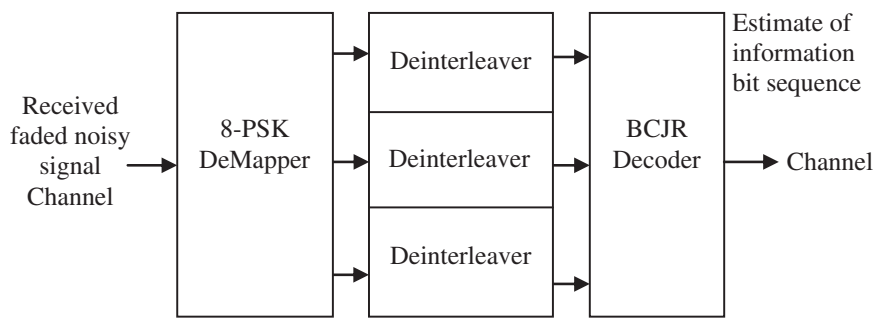 Received
faded noisy
signal
Channel
8-PSK
DeMapper
Deinterleaver
Deinterleaver
Deinterleaver
BCJR
Decoder
Estimate of
information
bit sequence
Channel